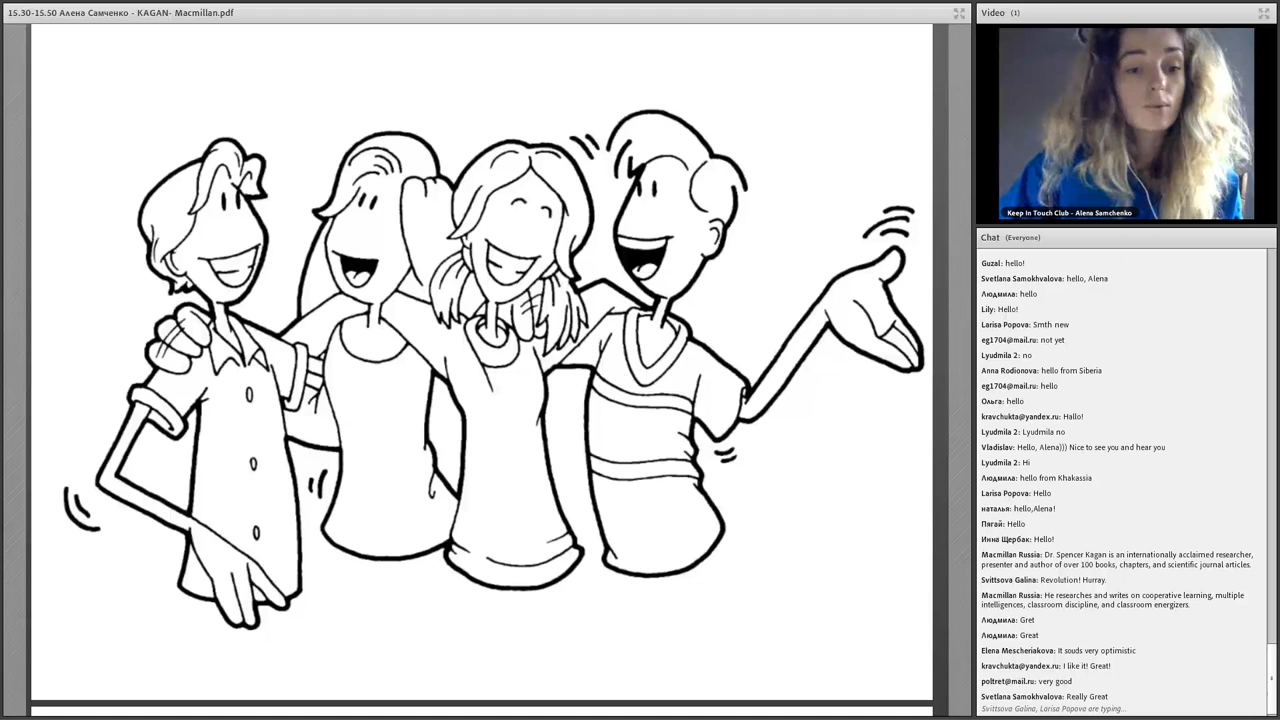 15.30-15.50 Алена Самченко - KAGAN- Macmillan.pdf
Video (1)
Keep In Touch Club - Alena Samchenko
Chat (Everyone)
Guzal: hello!
Svetlana Samokhvalova: hello, Alena
Людмила: hello
Lily: Hello!
Larisa Popova: Smth new
eg1704@mail.ru: not yet
Lyudmila 2: no
Anna Rodionova: hello from Siberia
eg1704@mail.ru: hello
Ольга: hello
kravchukta@yandex.ru: Hallo!
Lyudmila 2: Lyudmila no
Vladislav: Hello, Alena))) Nice to see you and hear you
Lyudmila 2: Hi
Людмила: hello from Khakassia
Larisa Popova: Hello
наталья: hello,Alena!
Пягай: Hello
Инна Щербак: Hello!
Macmillan Russia: Dr. Spencer Kagan is an internationally acclaimed researcher,
presenter and author of over 100 books, chapters, and scientific journal articles.
Svittsova Galina: Revolution! Hurray.
Macmillan Russia: He researches and writes on cooperative learning, multiple
intelligences, classroom discipline, and classroom energizers.
Людмила: Gret
Людмила: Great
Elena Mescheriakova: It souds very optimistic
kravchukta@yandex.ru: I like it! Great!
poltret@mail.ru: very good
Svetlana Samokhvalova: Really Great
Svittsova Galina, Larisa Popova are typing...